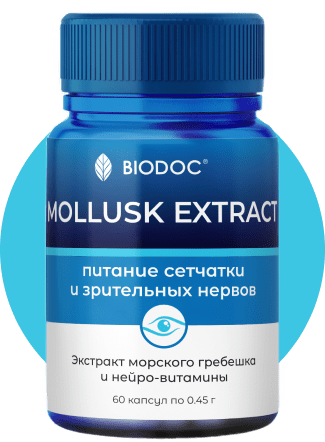 BIODOC®
MOLLUSK EXTRACT
питание сетчатки
и зрительных нервов
Экстракт морского гребешка
и нейро-витамины
60 капсул по 0.45 г